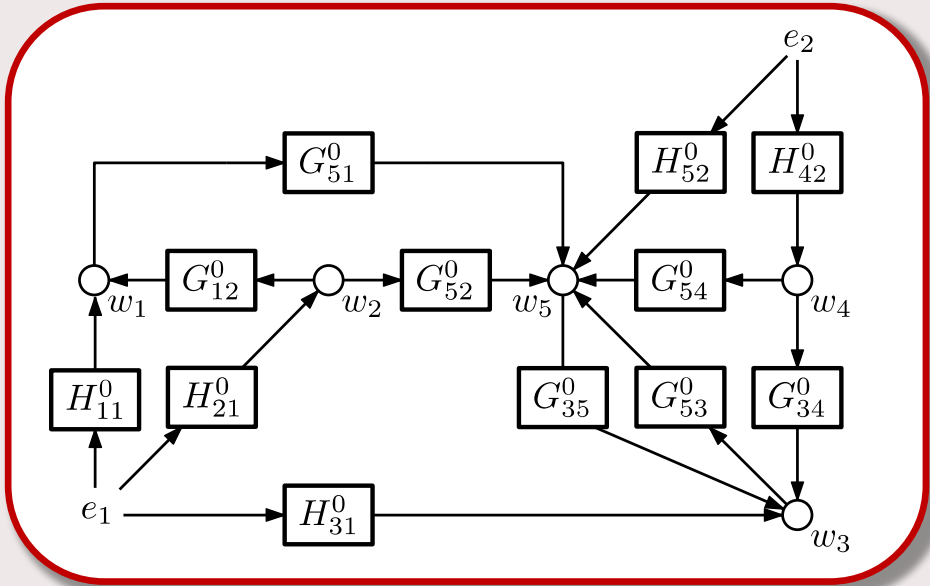 e₂
G⁰₅₁ H⁰₅₂ H⁰₄₂
G⁰₁₂ G⁰₅₂ G⁰₅₄
w₁ w₂ w₅ w₄
H⁰₁₁ H⁰₂₁ G⁰₃₅ G⁰₅₃ G⁰₃₄
e₁ H⁰₃₁
w₃